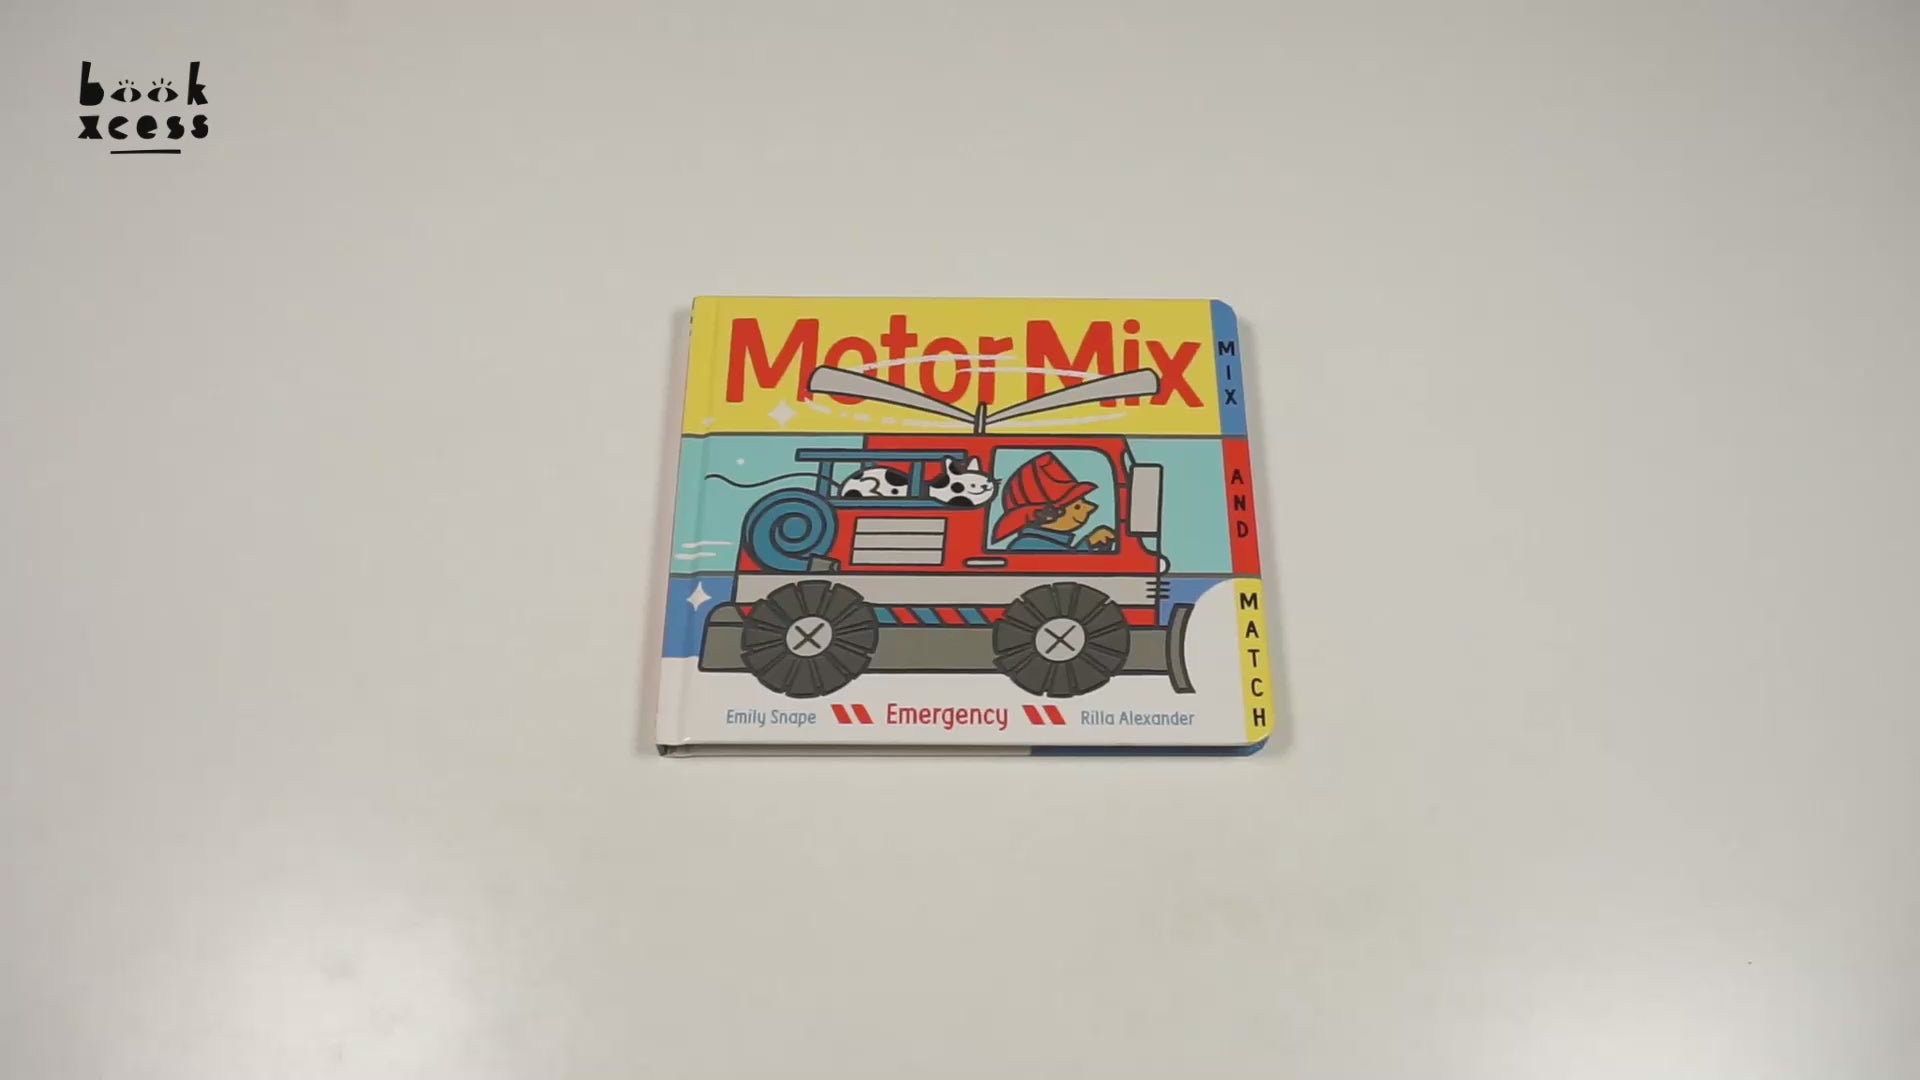 book
xcess
Motor Mix
MIX
AND
MATCH
Emily Snape Emergency Rilla Alexander